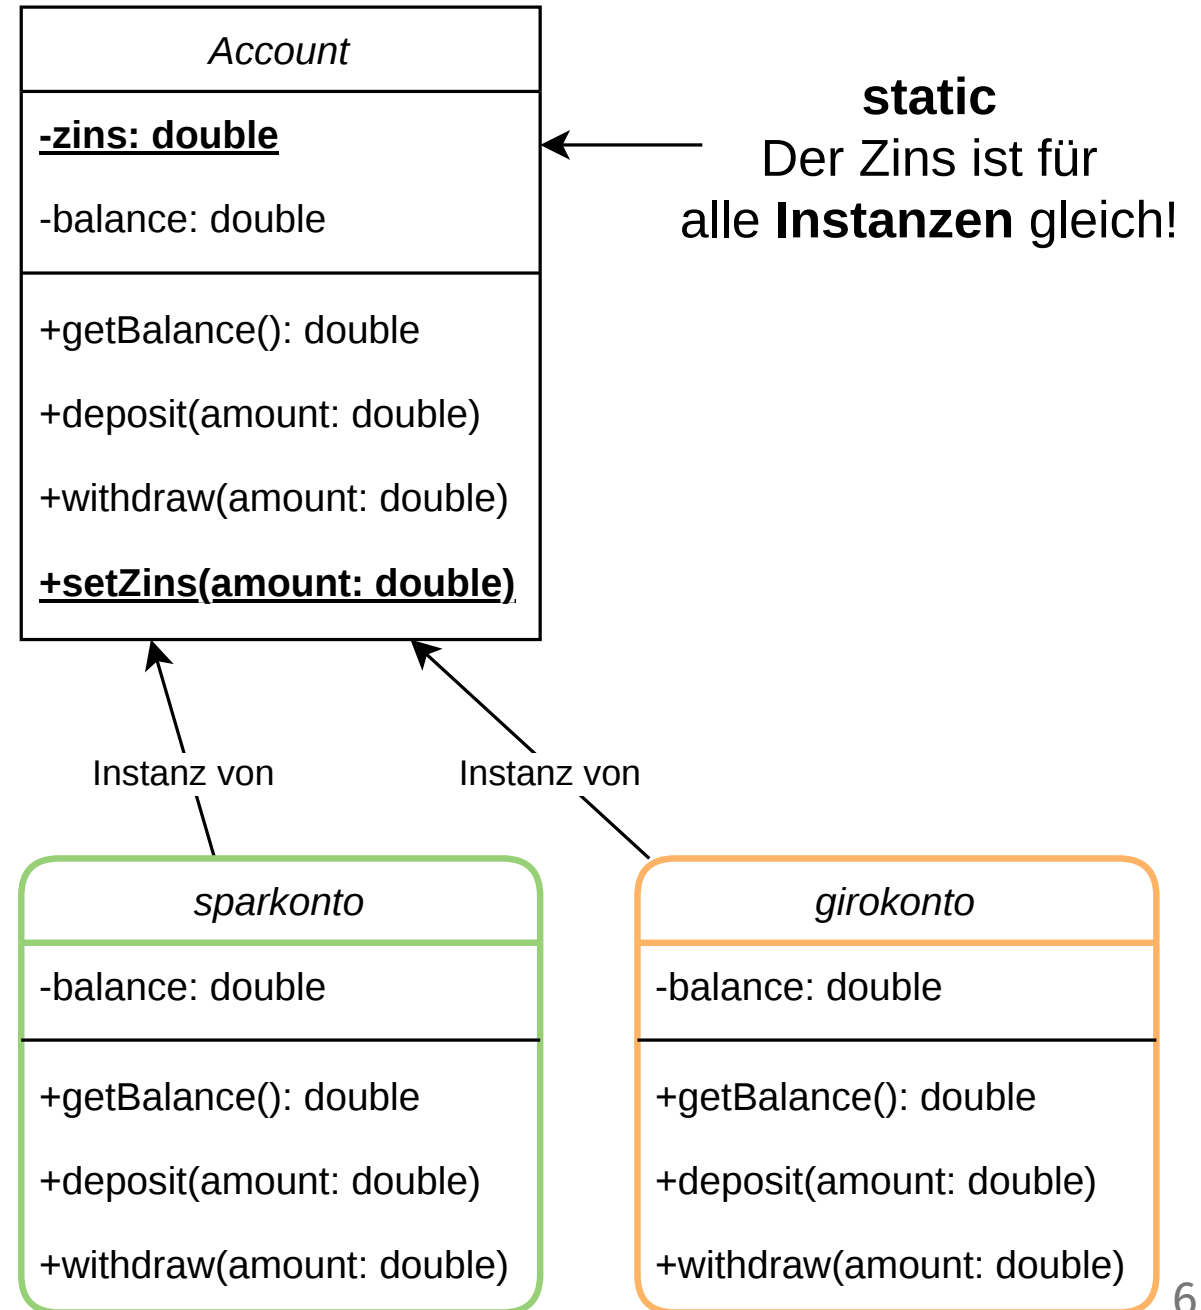 Account
-zins: double
-balance: double
+getBalance(): double
+deposit(amount: double)
+withdraw(amount: double)
+setZins(amount: double)
static
Der Zins ist für
alle Instanzen gleich!
Instanz von
Instanz von
sparkonto
-balance: double
+getBalance(): double
+deposit(amount: double)
+withdraw(amount: double)
girokonto
-balance: double
+getBalance(): double
+deposit(amount: double)
+withdraw(amount: double)
6